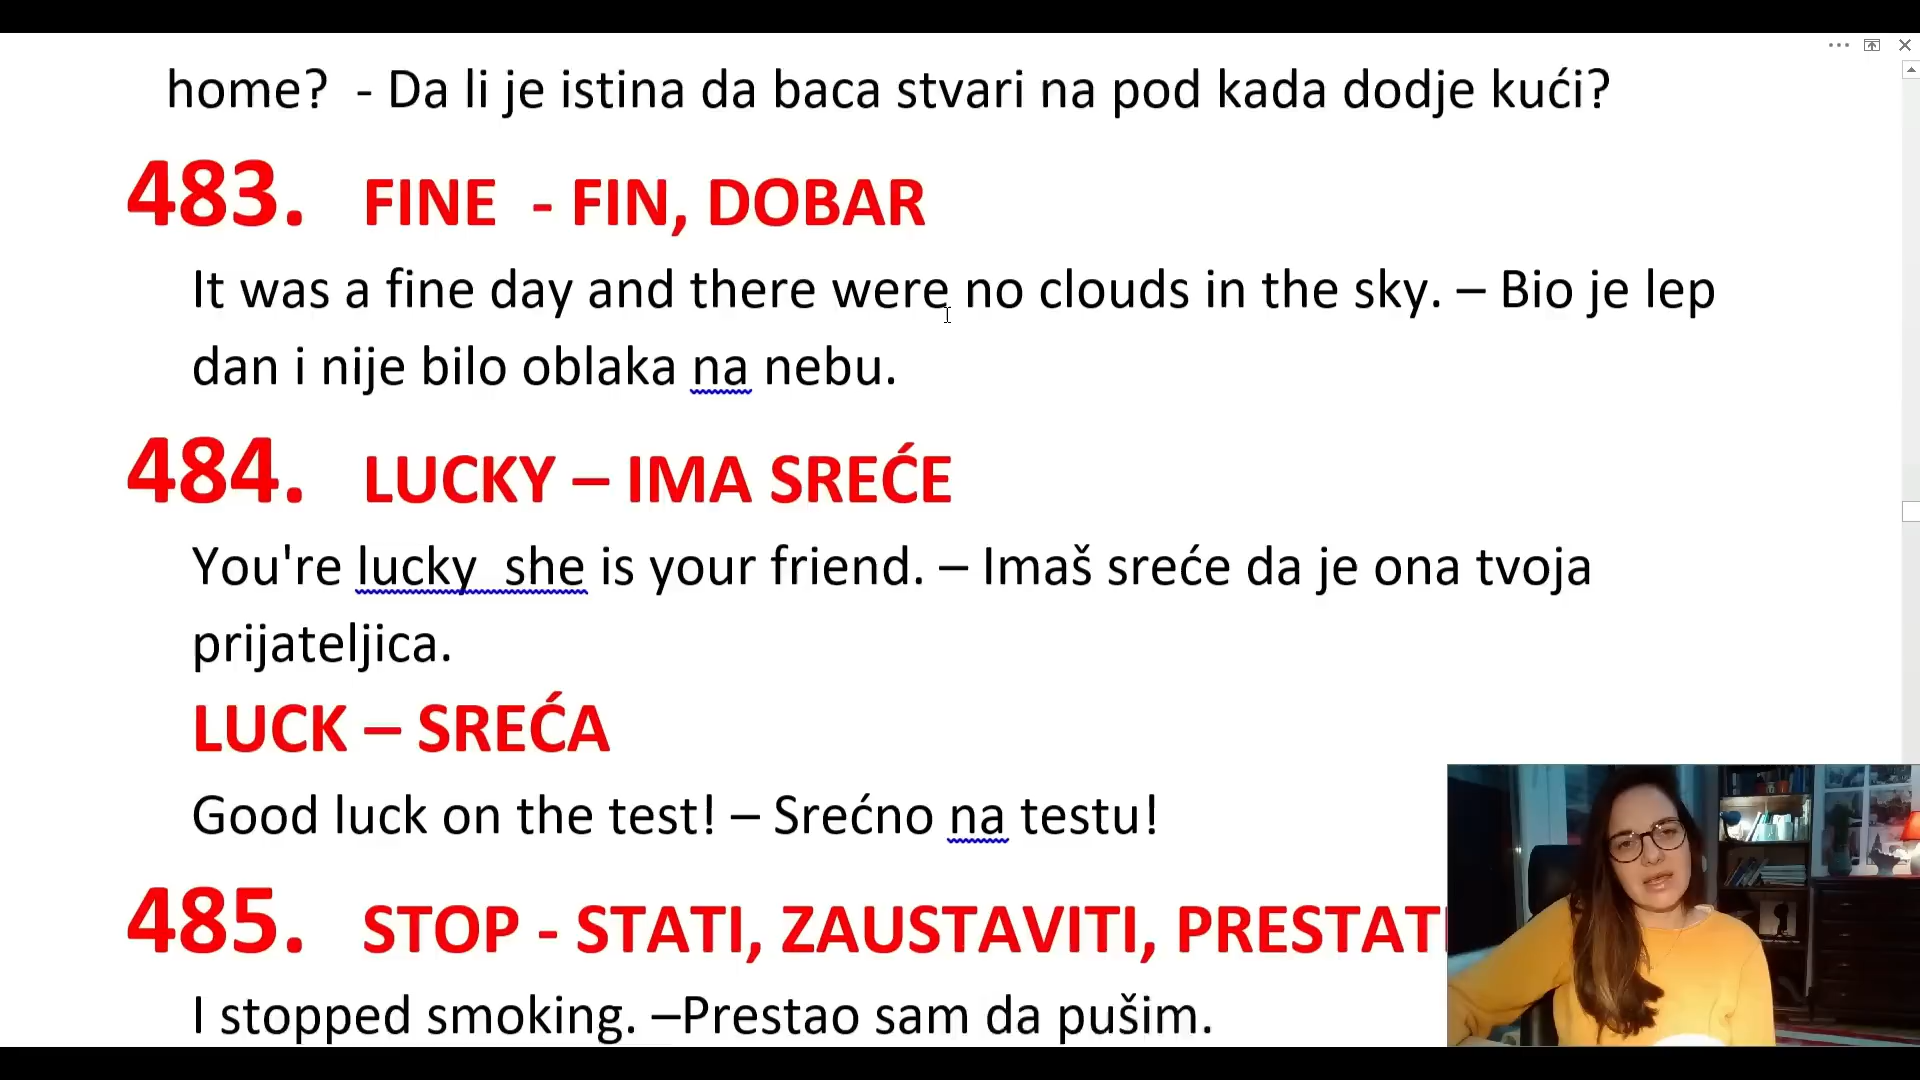 home?  - Da li je istina da baca stvari na pod kada dodje kući?
483. FINE  - FIN, DOBAR
It was a fine day and there were no clouds in the sky. – Bio je lep
dan i nije bilo oblaka na nebu.
484. LUCKY – IMA SREĆE
You're lucky  she is your friend. – Imaš sreće da je ona tvoja
prijateljica.
LUCK – SREĆA
Good luck on the test! – Srećno na testu!
485. STOP - STATI, ZAUSTAVITI, PRESTATI
I stopped smoking. –Prestao sam da pušim.